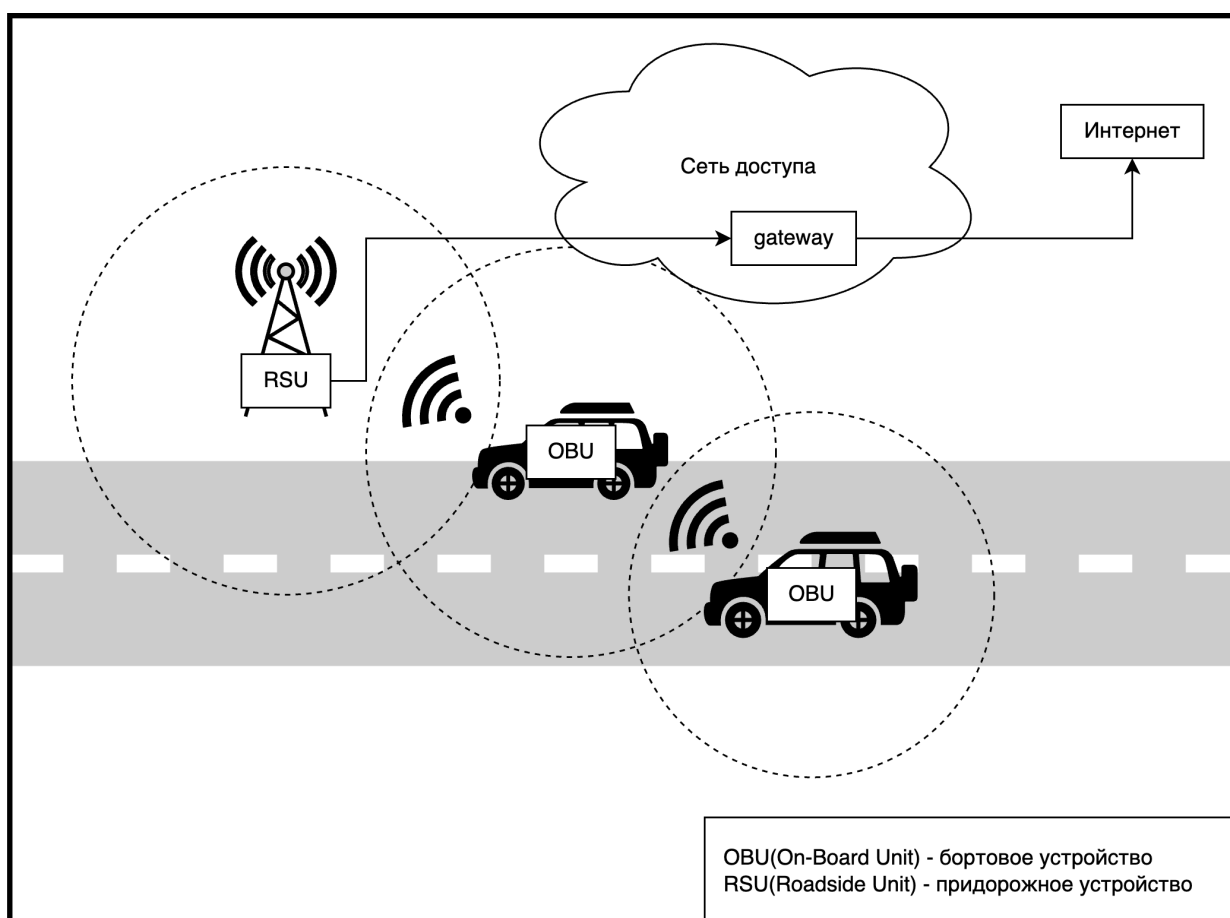 Интернет
Сеть доступа
gateway
RSU
OBU
OBU
OBU(On-Board Unit) - бортовое устройство
RSU(Roadside Unit) - придорожное устройство